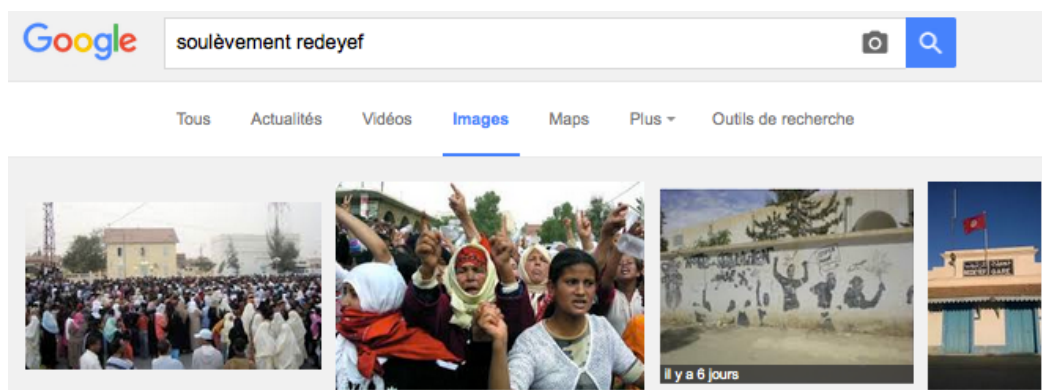 Google soulèvement redeyef
Tous Actualités Vidéos Images Maps Plus Outils de recherche
il y a 6 jours